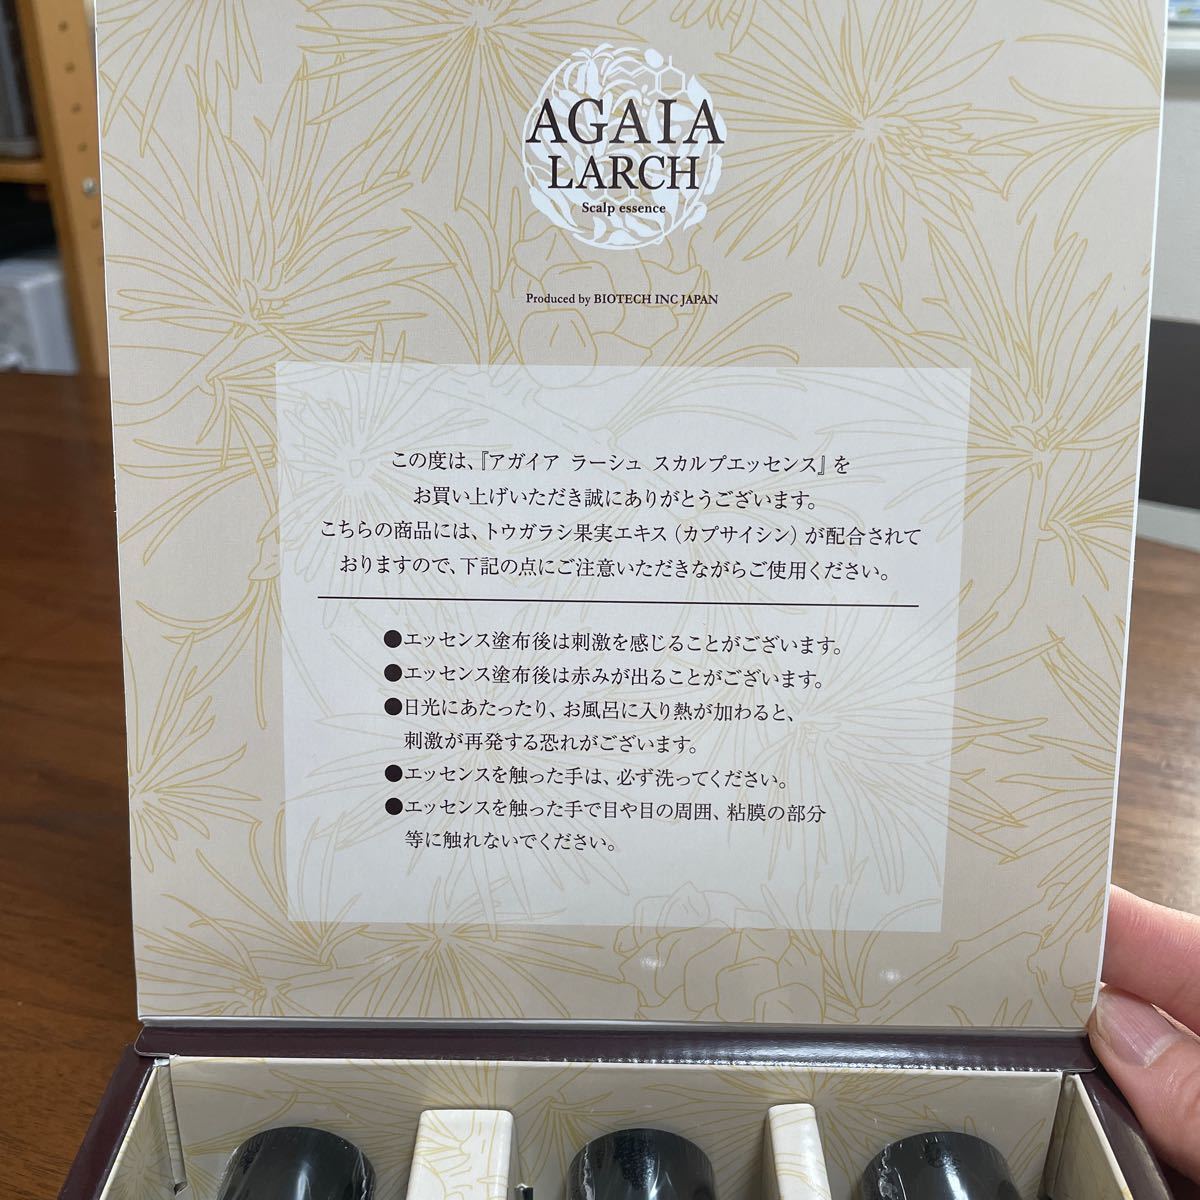 AGAIA
LARCH
Scalp essence
Produced by BIOTECH INC JAPAN
この度は、『アガイア ラーシュ スカルプエッセンス』を
お買い上げいただき誠にありがとうございます。
こちらの商品には、トウガラシ果実エキス（カプサイシン）が配合されて
おりますので、下記の点にご注意いただきながらご使用ください。
●エッセンス塗布後は刺激を感じることがございます。
●エッセンス塗布後は赤みが出ることがございます。
●日光にあたったり、お風呂に入り熱が加わると、
刺激が再発する恐れがございます。
●エッセンスを触った手は、必ず洗ってください。
●エッセンスを触った手で目や目の周囲、粘膜の部分
等に触れないでください。